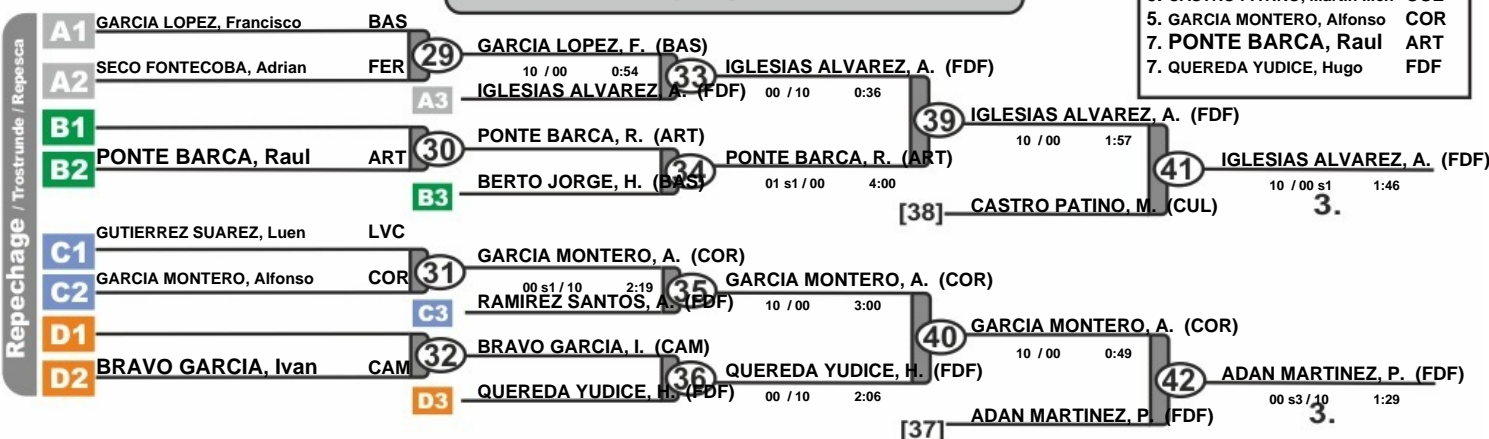 5. GARCIA MONTERO, Alfonso COR
7. PONTE BARCA, Raul ART
7. QUEREDA YUDICE, Hugo FDF
Repechage / Trostrunde / Repesca
A1 GARCIA LOPEZ, Francisco BAS
A2 SECO FONTECOBA, Adrian FER
29
GARCIA LOPEZ, F. (BAS)
10 / 00 0:54
A3 IGLESIAS ALVAREZ, A. (FDF)
33
IGLESIAS ALVAREZ, A. (FDF)
00 / 10 0:36
B1
B2 PONTE BARCA, Raul ART
30
PONTE BARCA, R. (ART)
B3 BERTO JORGE, H. (BAS)
34
PONTE BARCA, R. (ART)
01 s1 / 00 4:00
39
IGLESIAS ALVAREZ, A. (FDF)
10 / 00 1:57
[38] CASTRO PATINO, M. (CUL)
41
IGLESIAS ALVAREZ, A. (FDF)
10 / 00 s1 1:46
3.
C1 GUTIERREZ SUAREZ, Luen LVC
C2 GARCIA MONTERO, Alfonso COR
31
GARCIA MONTERO, A. (COR)
00 s1 / 10 2:19
C3 RAMIREZ SANTOS, A. (FDF)
35
GARCIA MONTERO, A. (COR)
10 / 00 3:00
D1
D2 BRAVO GARCIA, Ivan CAM
32
BRAVO GARCIA, I. (CAM)
D3 QUEREDA YUDICE, H. (FDF)
36
QUEREDA YUDICE, H. (FDF)
00 / 10 2:06
40
GARCIA MONTERO, A. (COR)
10 / 00 0:49
[37] ADAN MARTINEZ, P. (FDF)
42
ADAN MARTINEZ, P. (FDF)
00 s3 / 10 1:29
3.